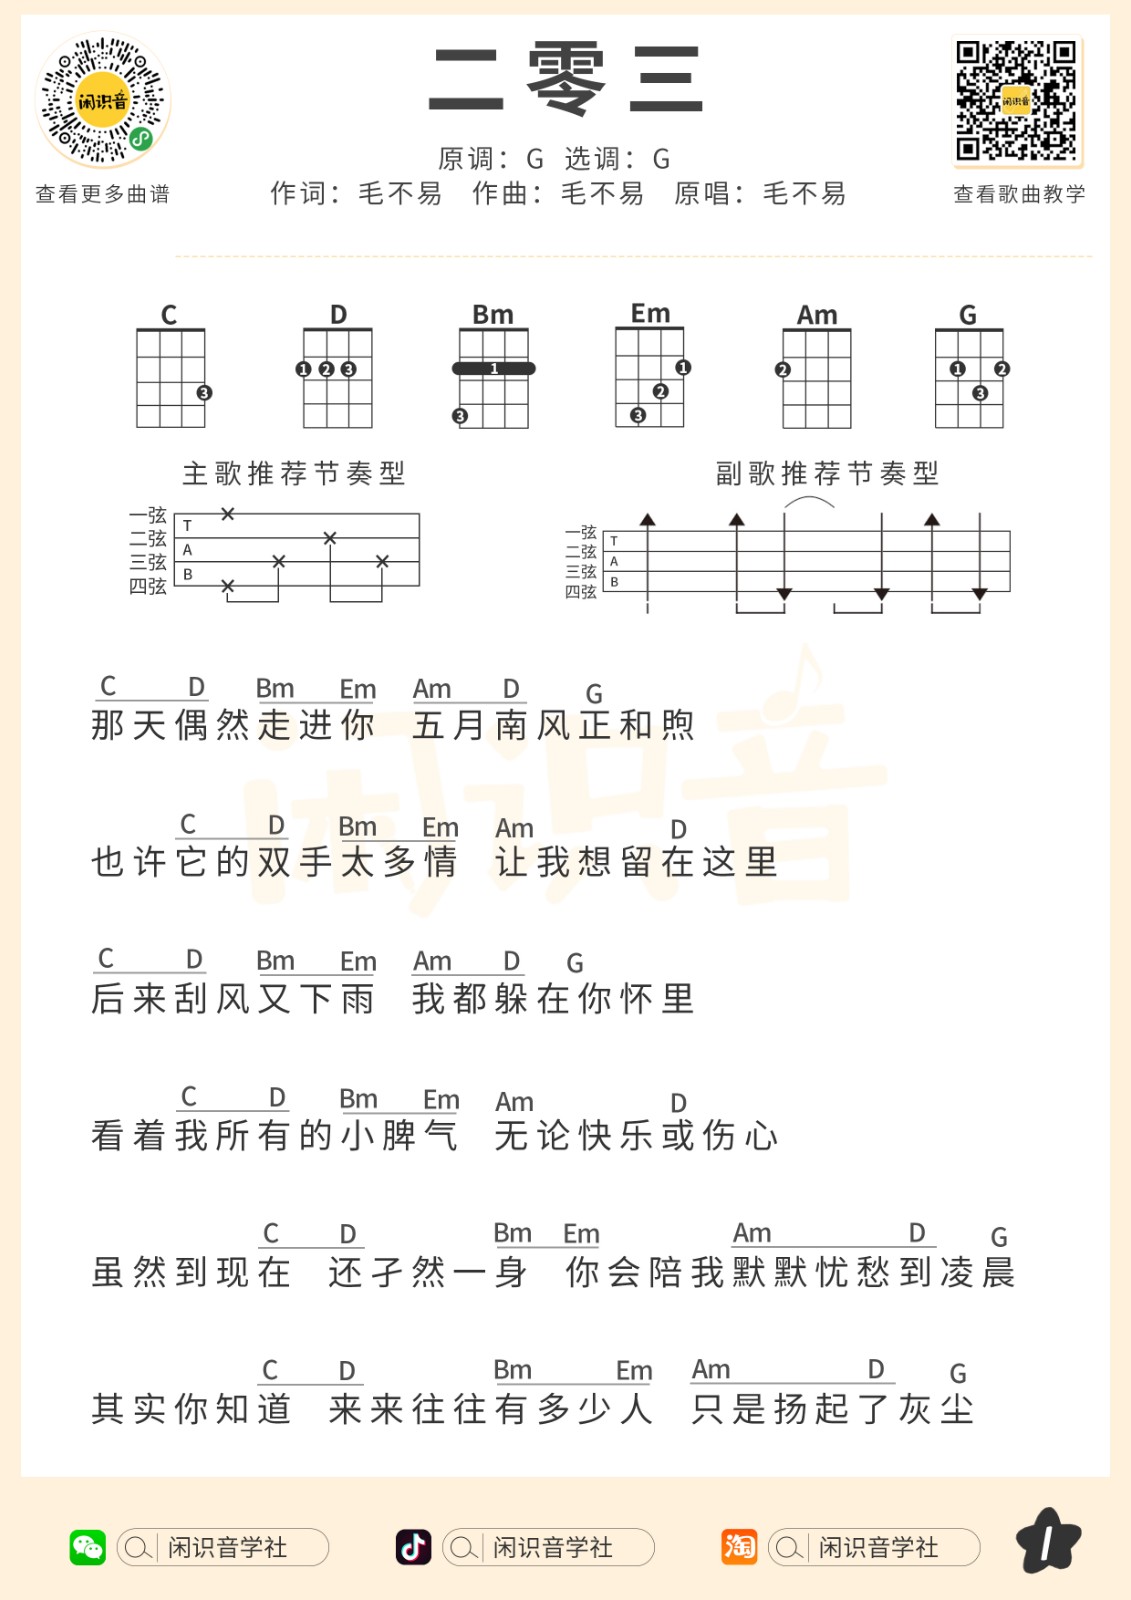 二零三
闲识音
闲识音
原调：G 选调：G
查看更多曲谱
作词：毛不易 作曲：毛不易 原唱：毛不易
查看歌曲教学
C D Bm Em Am G
3
1 2 3
1
3
1
2
3
2
1 2
3
主歌推荐节奏型
副歌推荐节奏型
一弦
二弦
三弦
四弦
T
A
B
一弦
二弦
三弦
四弦
T
A
B
C D Bm Em Am D G
那天偶然走进你 五月南风正和煦
C D Bm Em Am D
也许它的双手太多情 让我想留在这里
C D Bm Em Am D G
后来刮风又下雨 我都躲在你怀里
C D Bm Em Am D
看着我所有的小脾气 无论快乐或伤心
C D Bm Em Am D G
虽然到现在 还孑然一身 你会陪我默默忧愁到凌晨
C D Bm Em Am D G
其实你知道 来来往往有多少人 只是扬起了灰尘
闲识音
闲识音学社 闲识音学社 淘 闲识音学社
1